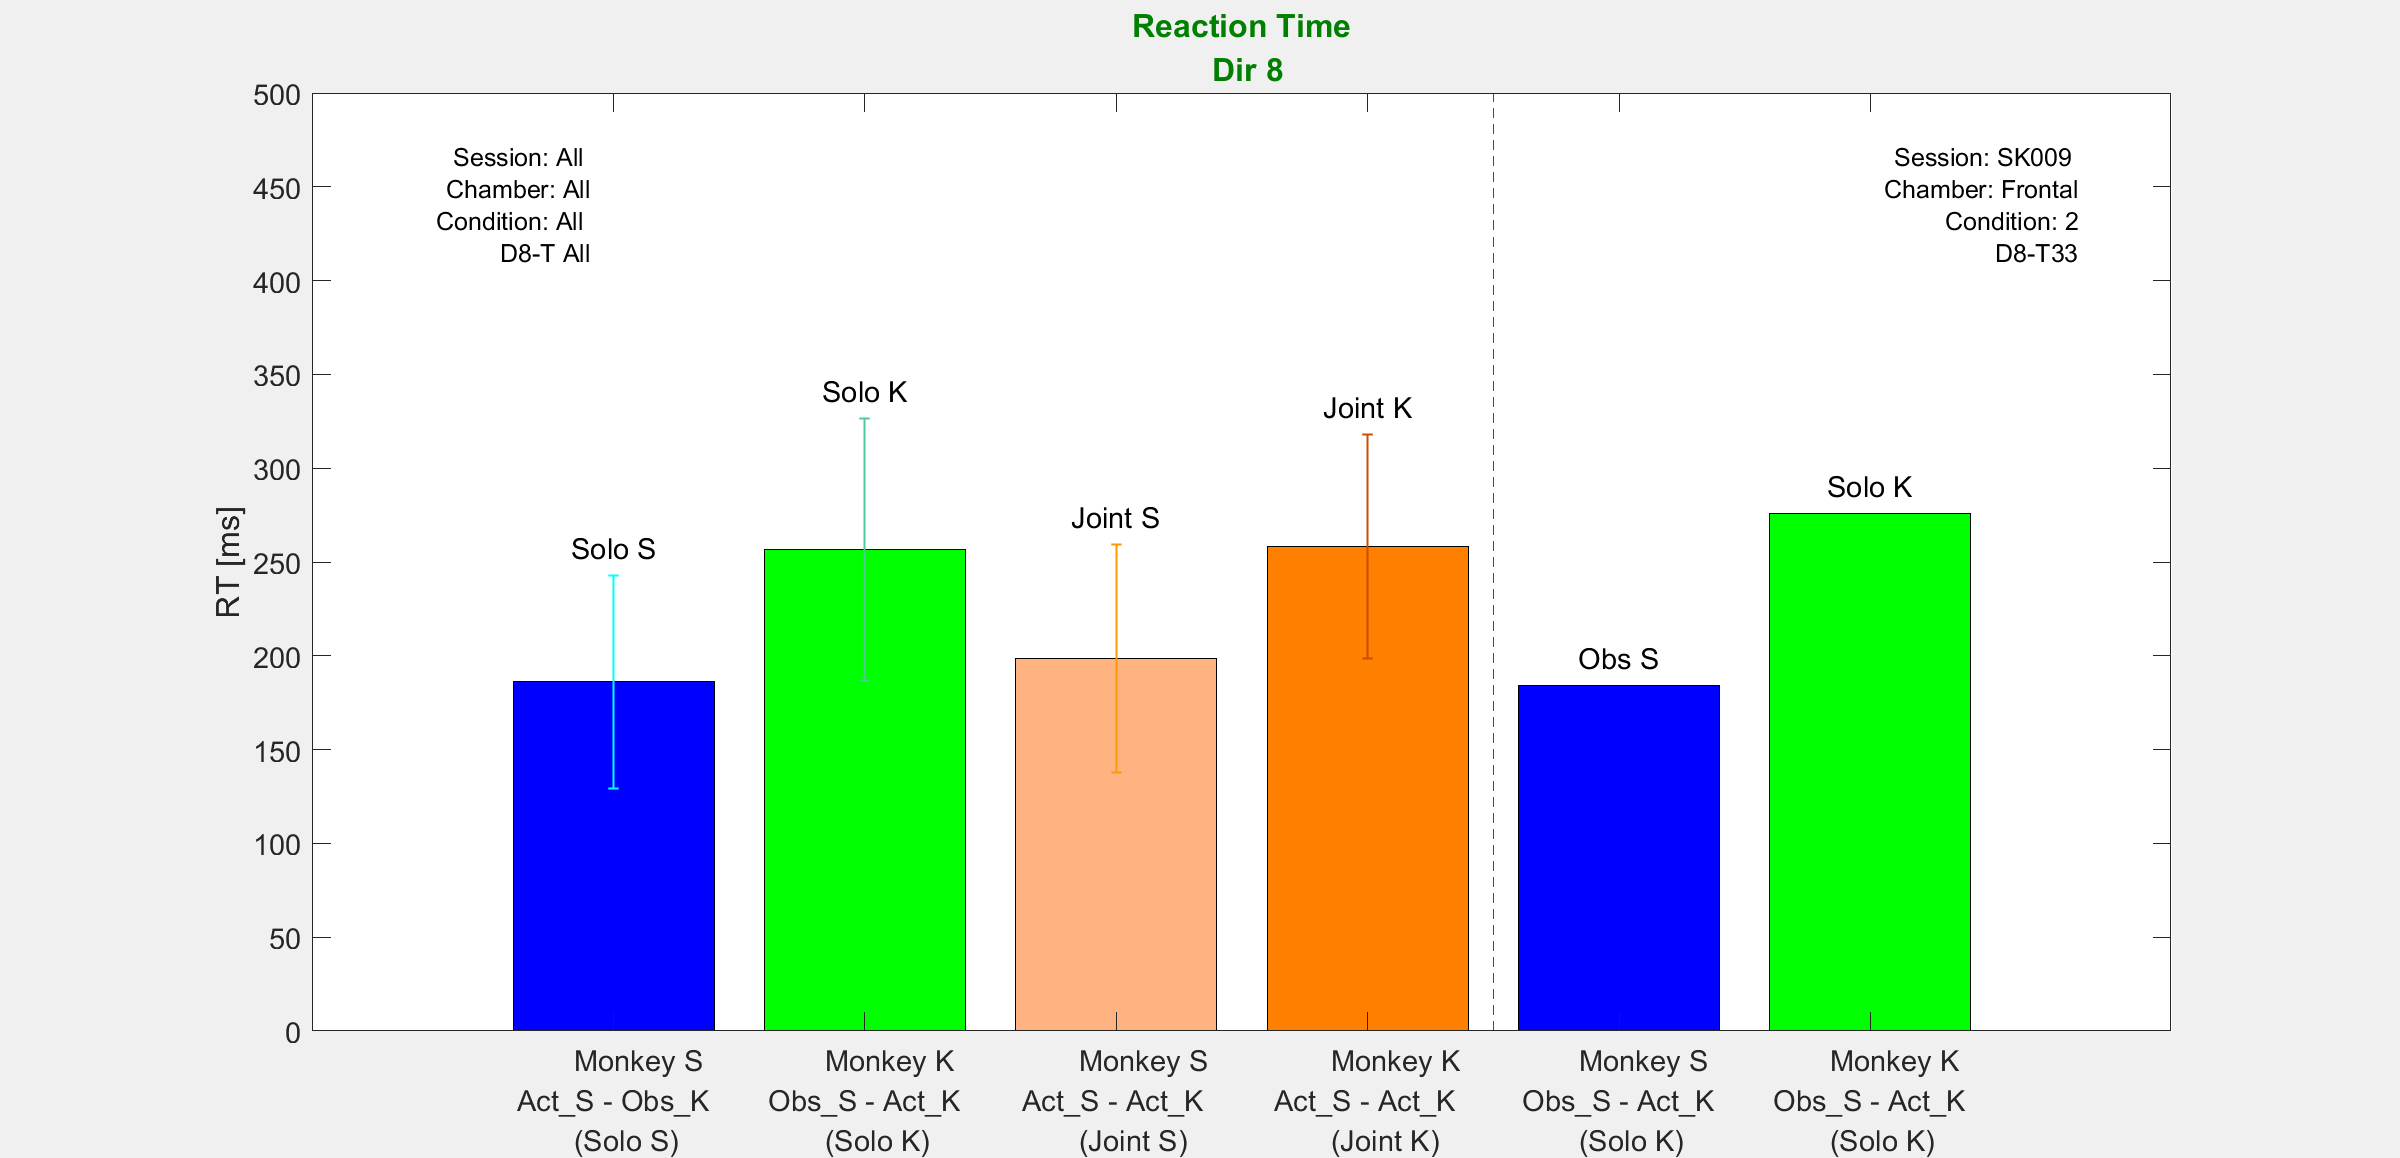 Reaction Time
Dir 8
Session: All
Chamber: All
Condition: All
D8-T All
Session: SK009
Chamber: Frontal
Condition: 2
D8-T33
RT [ms]
500
450
400
350
300
250
200
150
100
50
0
Solo S
Solo K
Joint S
Joint K
Obs S
Solo K
Monkey S
Act_S - Obs_K
(Solo S)
Monkey K
Obs_S - Act_K
(Solo K)
Monkey S
Act_S - Act_K
(Joint S)
Monkey K
Act_S - Act_K
(Joint K)
Monkey S
Obs_S - Act_K
(Solo K)
Monkey K
Obs_S - Act_K
(Solo K)